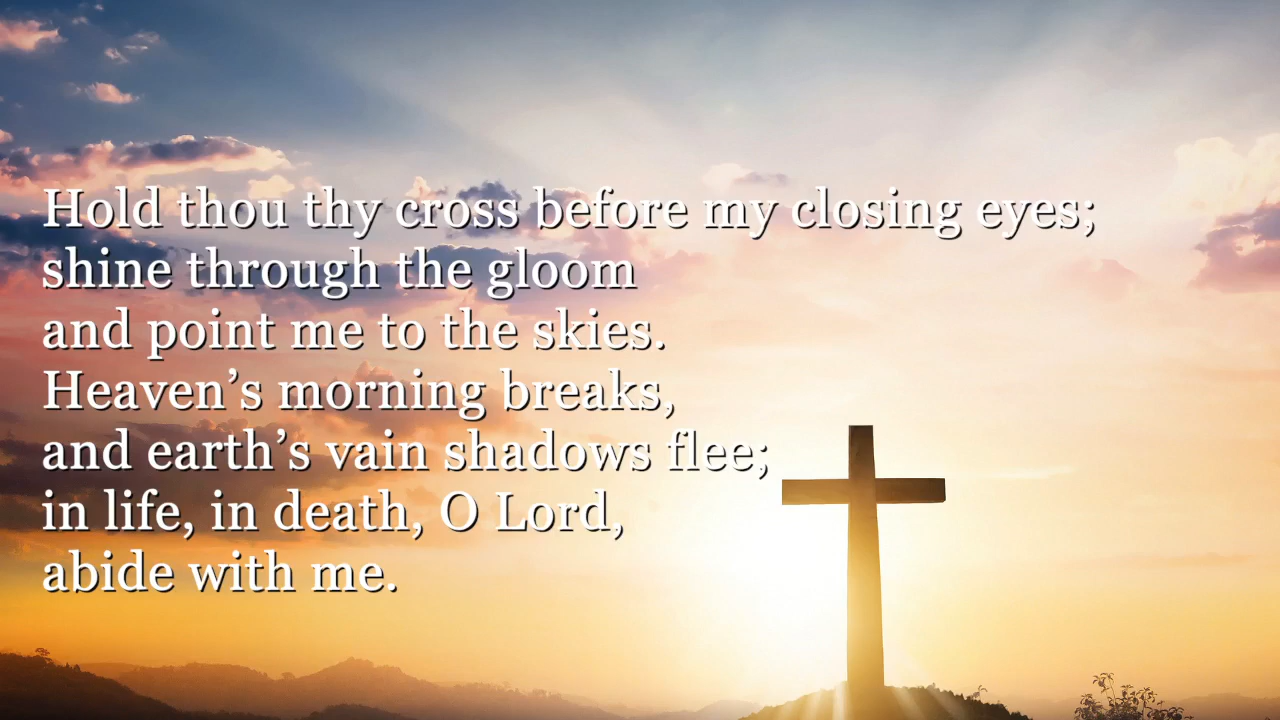 Hold thou thy cross before my closing eyes;
shine through the gloom
and point me to the skies.
Heaven’s morning breaks,
and earth’s vain shadows flee;
in life, in death, O Lord,
abide with me.